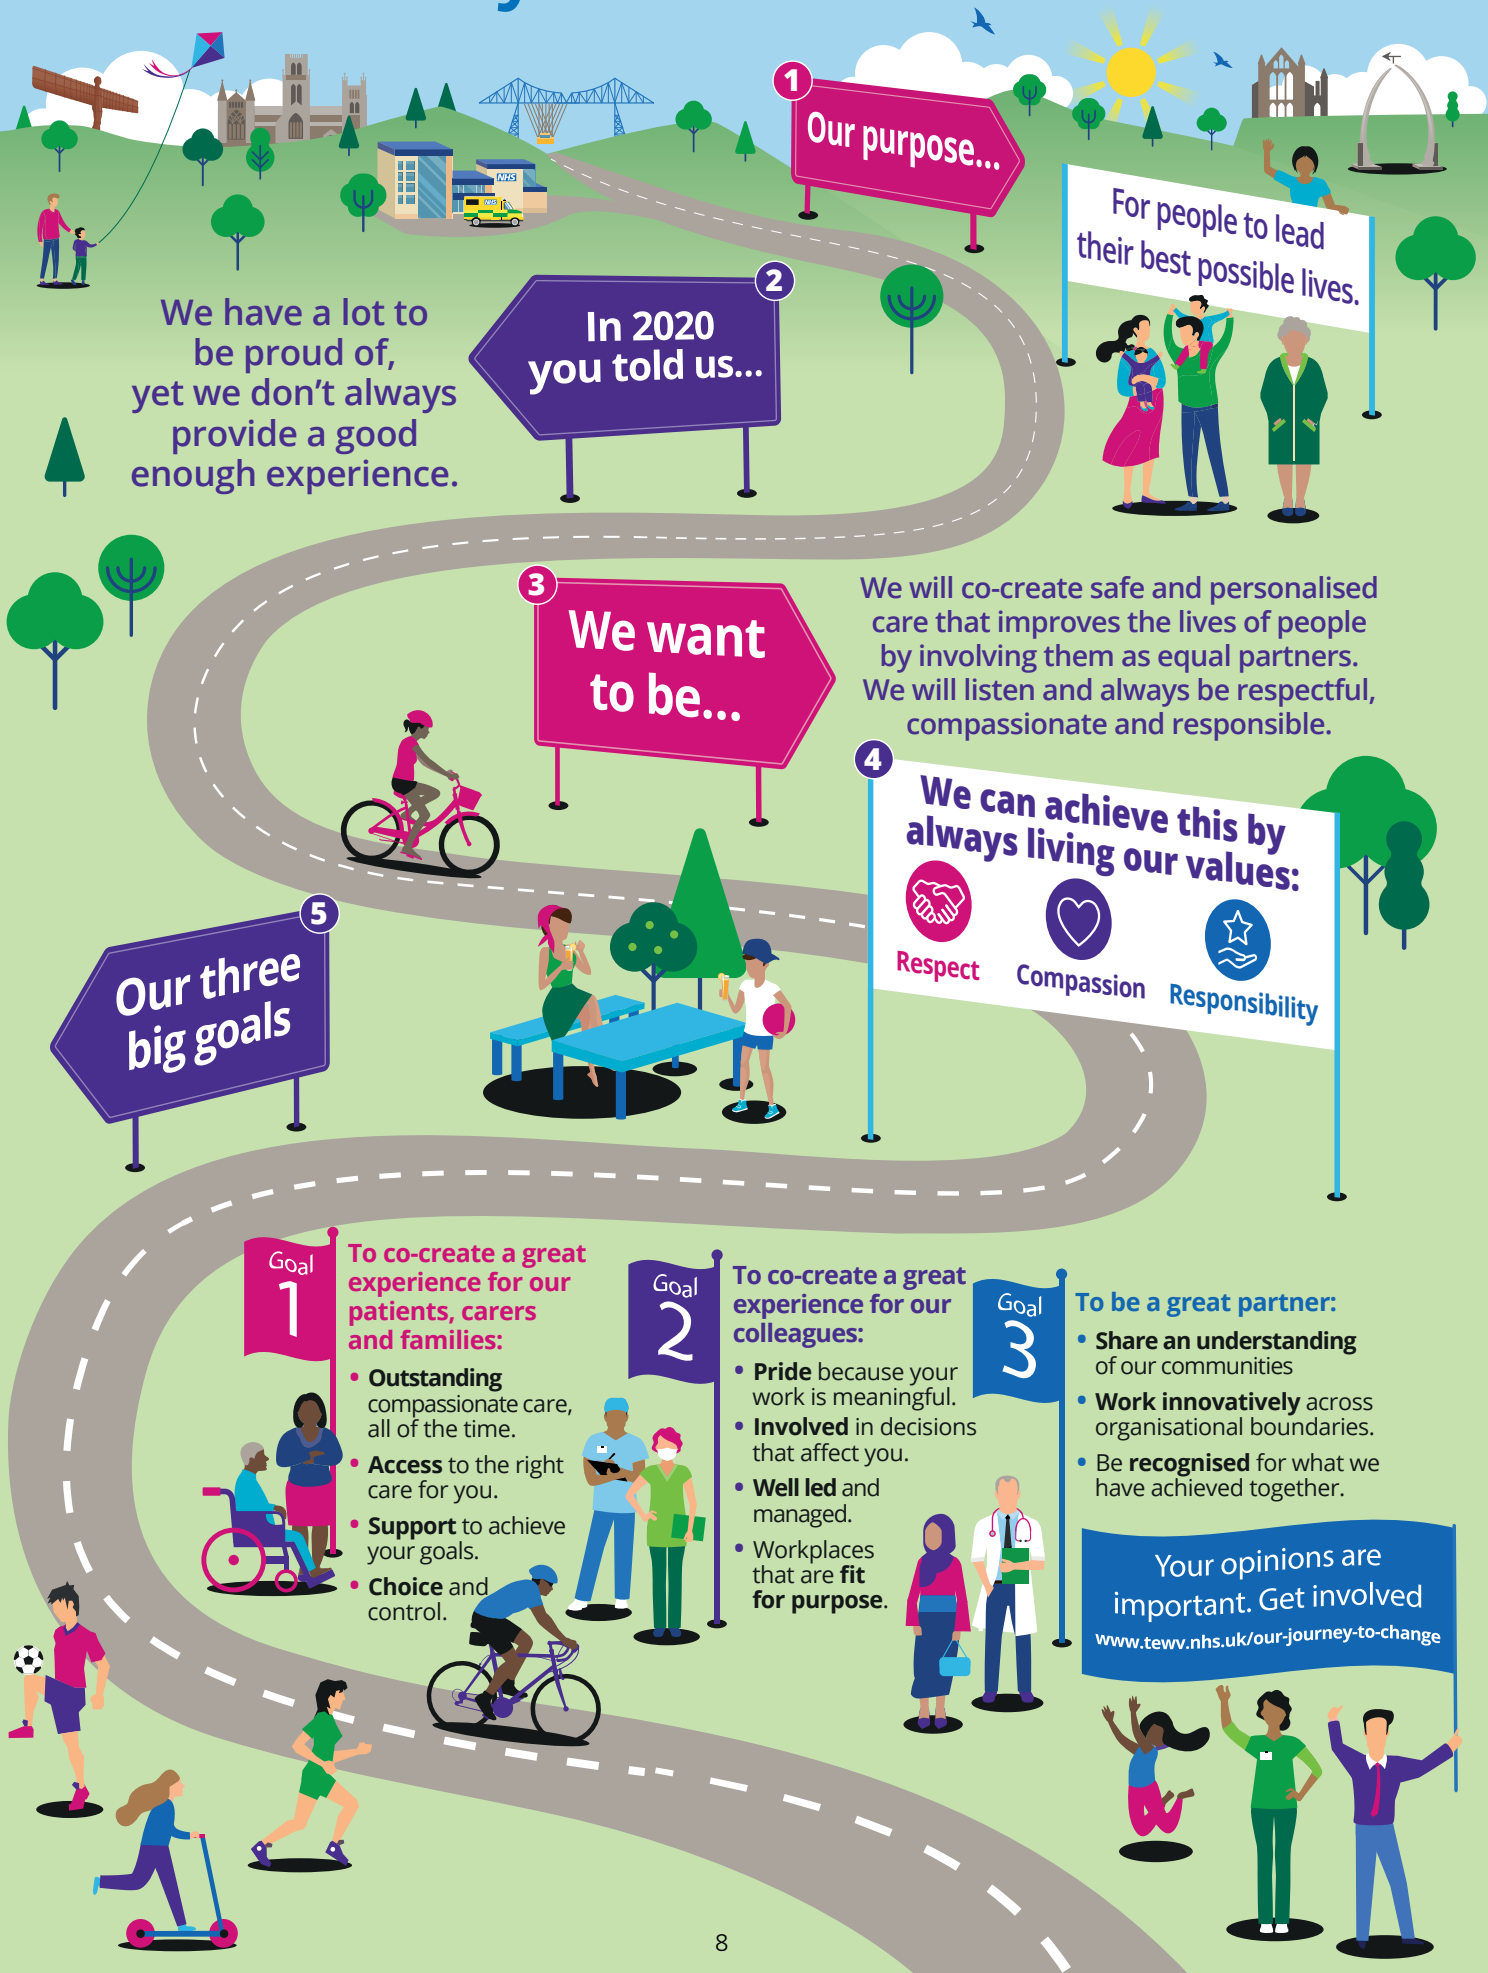 1
Our purpose...
NHS
NHS
For people to lead
their best possible lives.
2
In 2020
you told us...
We have a lot to
be proud of,
yet we don't always
provide a good
enough experience.
3
We want
to be...
We will co-create safe and personalised
care that improves the lives of people
by involving them as equal partners.
We will listen and always be respectful,
compassionate and responsible.
4
We can achieve this by
always living our values:
Respect
Compassion
Responsibility
5
Our three
big goals
Goal
1
To co-create a great
experience for our
patients, carers
and families:
• Outstanding
compassionate care,
all of the time.
• Access to the right
care for you.
• Support to achieve
your goals.
• Choice and
control.
Goal
2
To co-create a great
experience for our
colleagues:
• Pride because your
work is meaningful.
• Involved in decisions
that affect you.
• Well led and
managed.
• Workplaces
that are fit
for purpose.
Goal
3
To be a great partner:
• Share an understanding
of our communities
• Work innovatively across
organisational boundaries.
• Be recognised for what we
have achieved together.
Your opinions are
important. Get involved
www.tewv.nhs.uk/our-journey-to-change
8